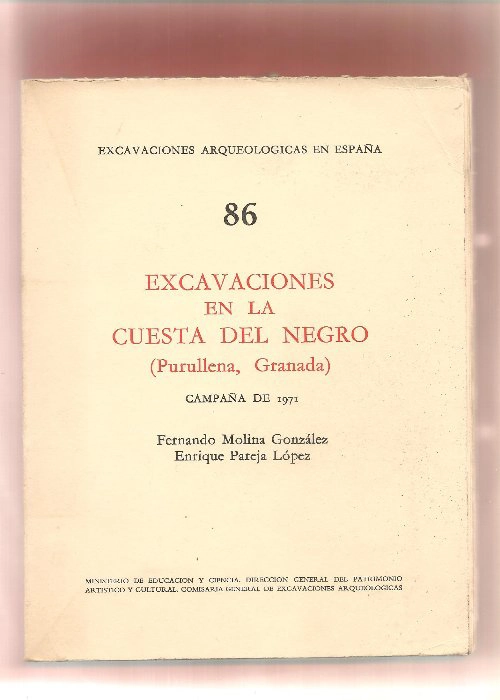 EXCAVACIONES ARQUEOLOGICAS EN ESPAÑA
86
EXCAVACIONES
EN LA
CUESTA DEL NEGRO
(Purullena, Granada)
CAMPAÑA DE 1971
Fernando Molina González
Enrique Pareja López
MINISTERIO DE EDUCACION Y CIENCIA. DIRECCION GENERAL DEL PATRIMONIO
ARTISTICO Y CULTURAL. COMISARIA GENERAL DE EXCAVACIONES ARQUEOLOGICAS